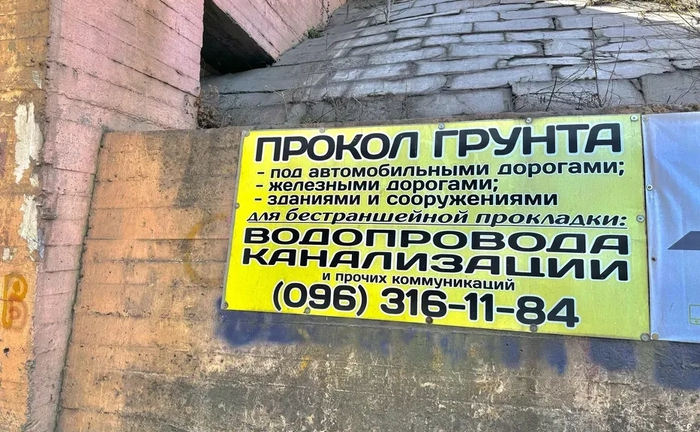 ПРОКОЛ ГРУНТА
- под автомобильными дорогами;
- железными дорогами;
- зданиями и сооружениями
для бестраншейной прокладки:
ВОДОПРОВОДА
КАНАЛИЗАЦИИ
и прочих коммуникаций
(096) 316-11-84